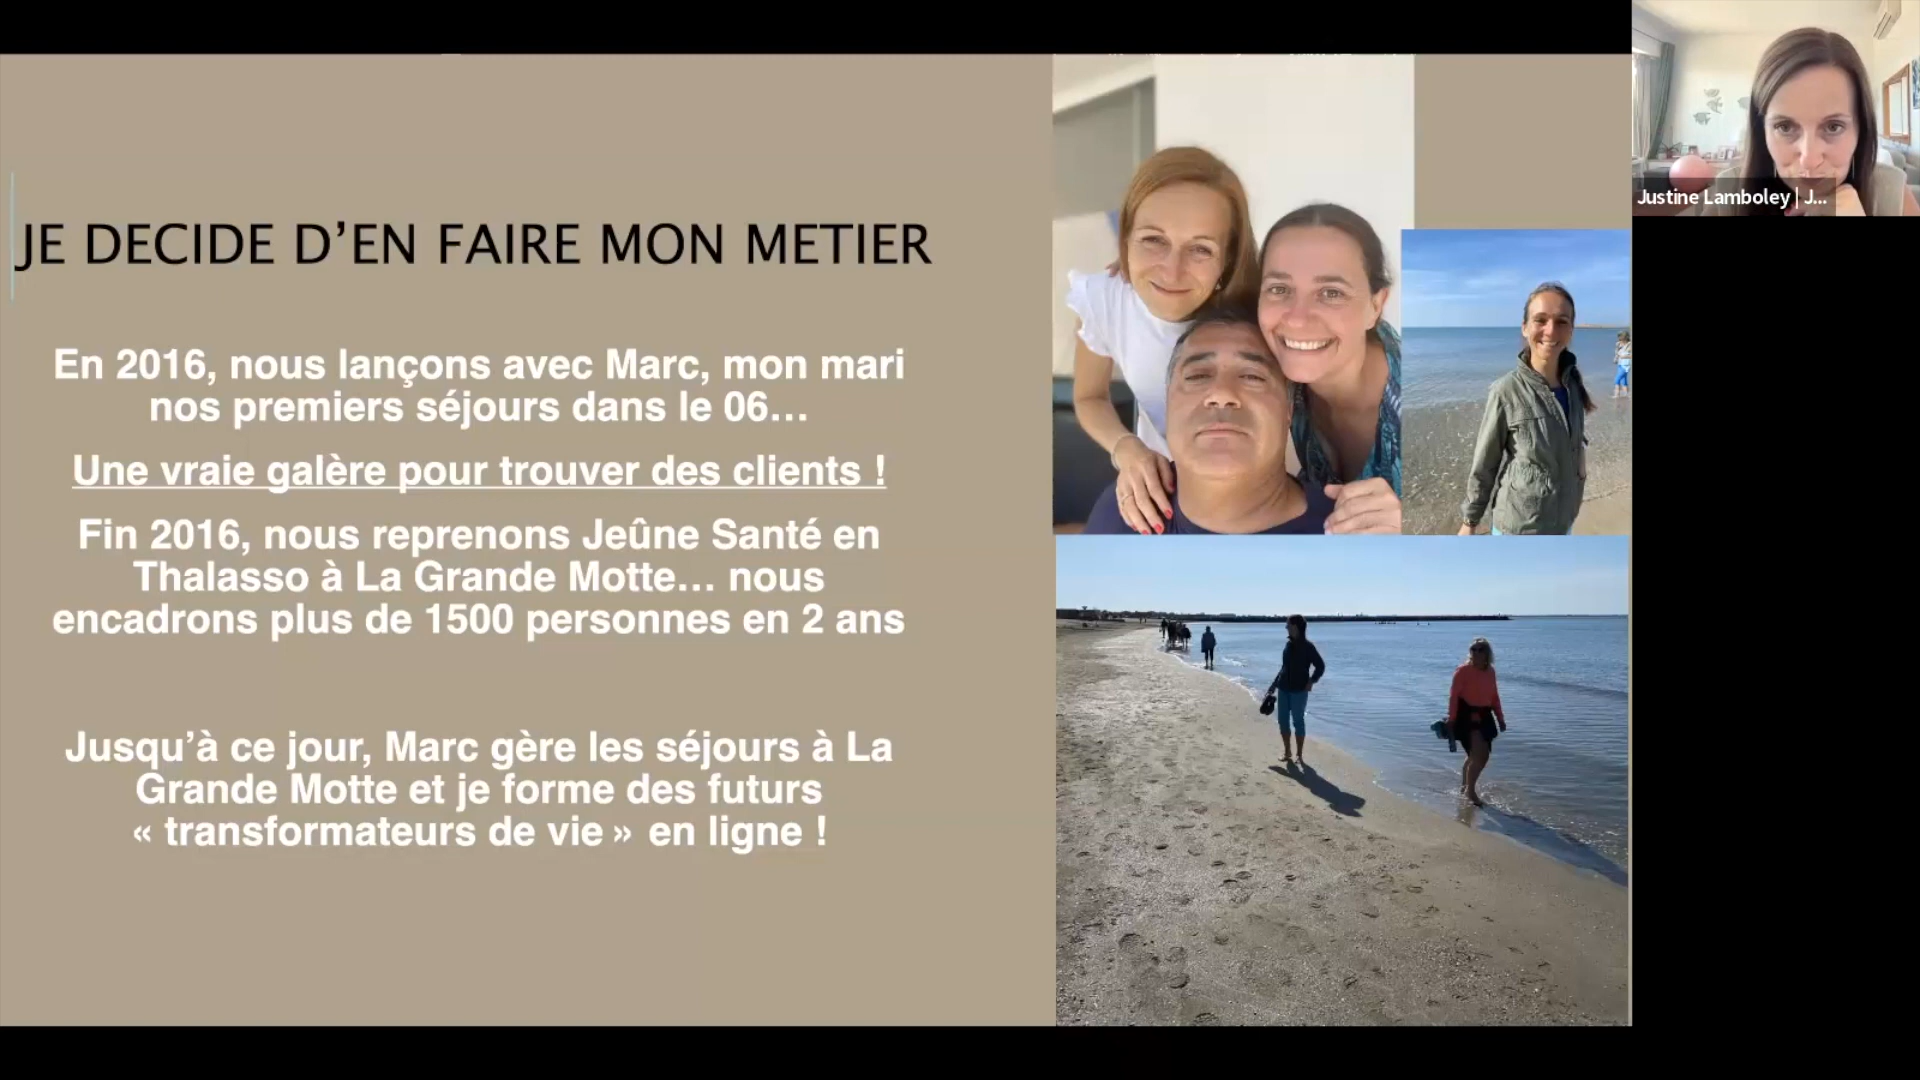 JE DECIDE D’EN FAIRE MON METIER
En 2016, nous lançons avec Marc, mon mari
nos premiers séjours dans le 06…
Une vraie galère pour trouver des clients !
Fin 2016, nous reprenons Jeûne Santé en
Thalasso à La Grande Motte… nous
encadrons plus de 1500 personnes en 2 ans
Jusqu’à ce jour, Marc gère les séjours à La
Grande Motte et je forme des futurs
« transformateurs de vie » en ligne !
Justine Lamboley | J...